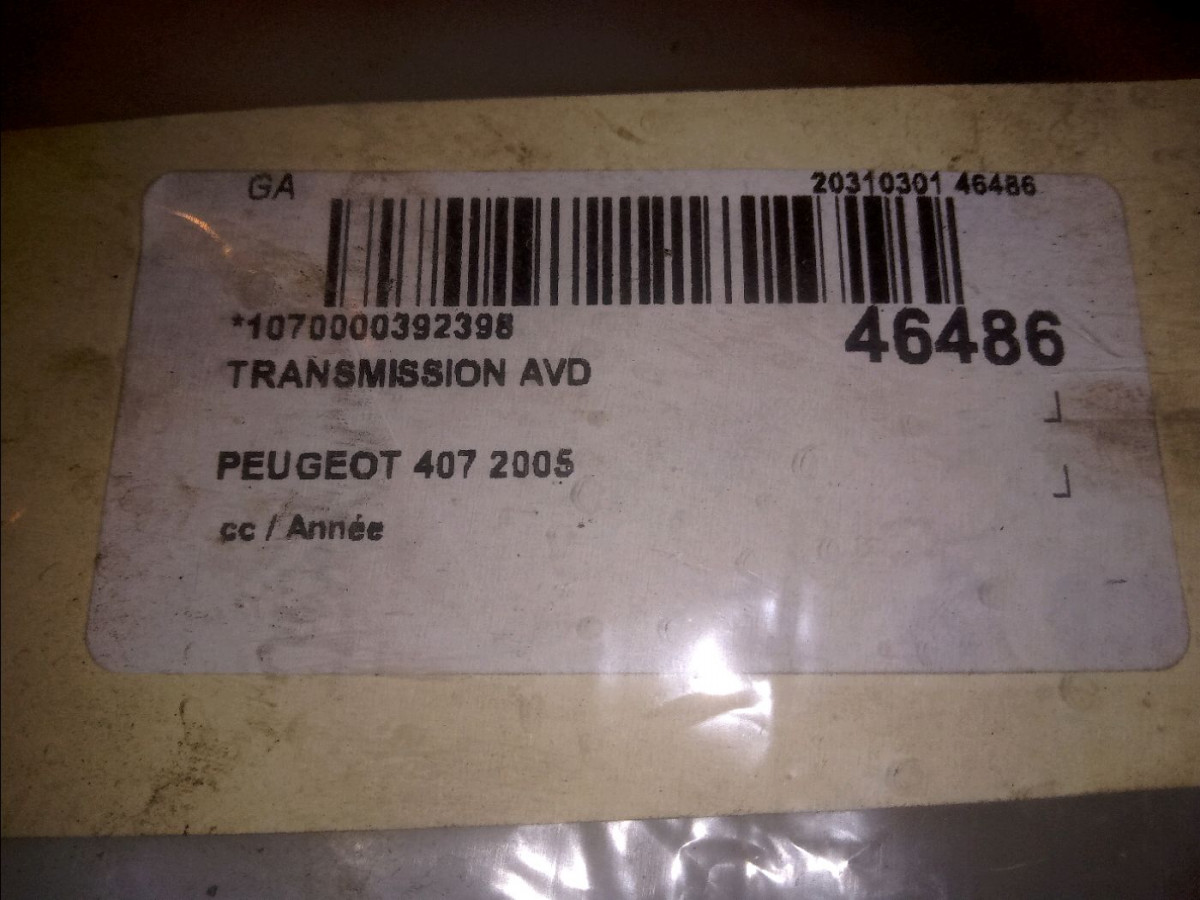 GA
20310301 46486
*1070000392398
46486
TRANSMISSION AVD
PEUGEOT 407 2005
cc / Année